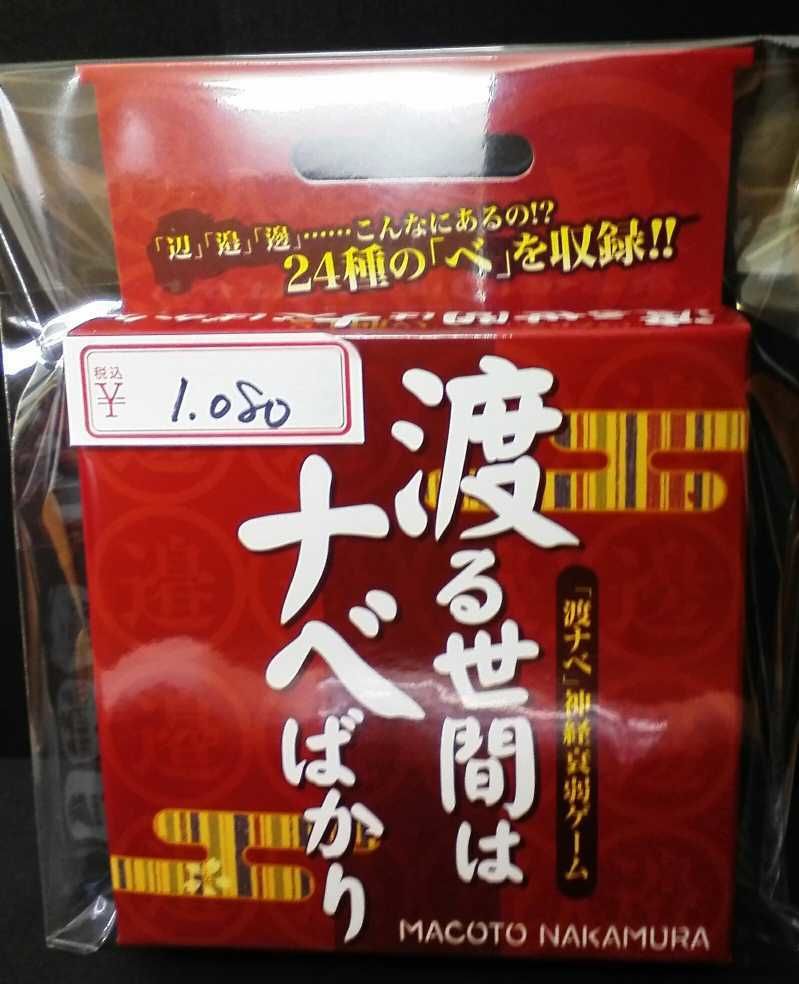 「辺」「邉」「邊」……こんなにあるの!?
24種の「べ」を収録!!
税込
¥ 1.080
渡る世間は
ナベばかり
「渡ナベ」神経衰弱ゲーム
MACOTO NAKAMURA